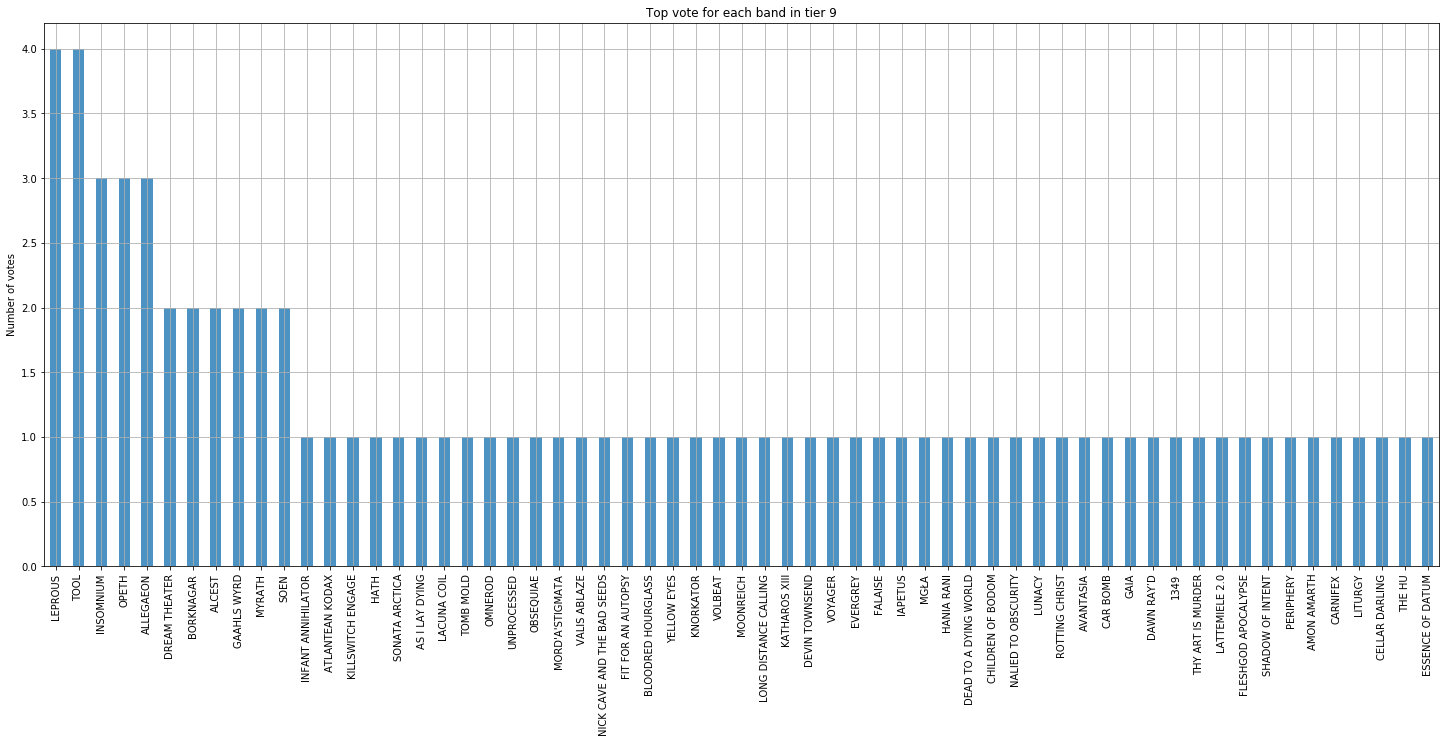 Top vote for each band in tier 9
Number of votes
4.0
3.5
3.0
2.5
2.0
1.5
1.0
0.5
0.0
LEPROUS
TOOL
INSOMNIUM
OPETH
ALLEGAEON
DREAM THEATER
BORKNAGAR
ALCEST
GAAHLS WYRD
MYRATH
SOEN
INFANT ANNIHILATOR
ATLANTEAN KODAX
KILLSWITCH ENGAGE
HATH
SONATA ARCTICA
AS I LAY DYING
LACUNA COIL
TOMB MOLD
OMNEROD
UNPROCESSED
OBSEQUIAE
MORD'A'STIGMATA
VALIS ABLAZE
NICK CAVE AND THE BAD SEEDS
FIT FOR AN AUTOPSY
BLOODRED HOURGLASS
YELLOW EYES
KNORKATOR
VOLBEAT
MOONREICH
LONG DISTANCE CALLING
KATHAROS XIII
DEVIN TOWNSEND
VOYAGER
EVERGREY
FALAISE
IAPETUS
MGŁA
HANIA RANI
DEAD TO A DYING WORLD
CHILDREN OF BODOM
NALIED TO OBSCURITY
LUNACY
ROTTING CHRIST
AVANTASIA
CAR BOMB
GAIA
DAWN RAY'D
1349
THY ART IS MURDER
LATTEMIELE 2.0
FLESHGOD APOCALYPSE
SHADOW OF INTENT
PERIPHERY
AMON AMARTH
CARNIFEX
LITURGY
CELLAR DARLING
THE HU
ESSENCE OF DATUM